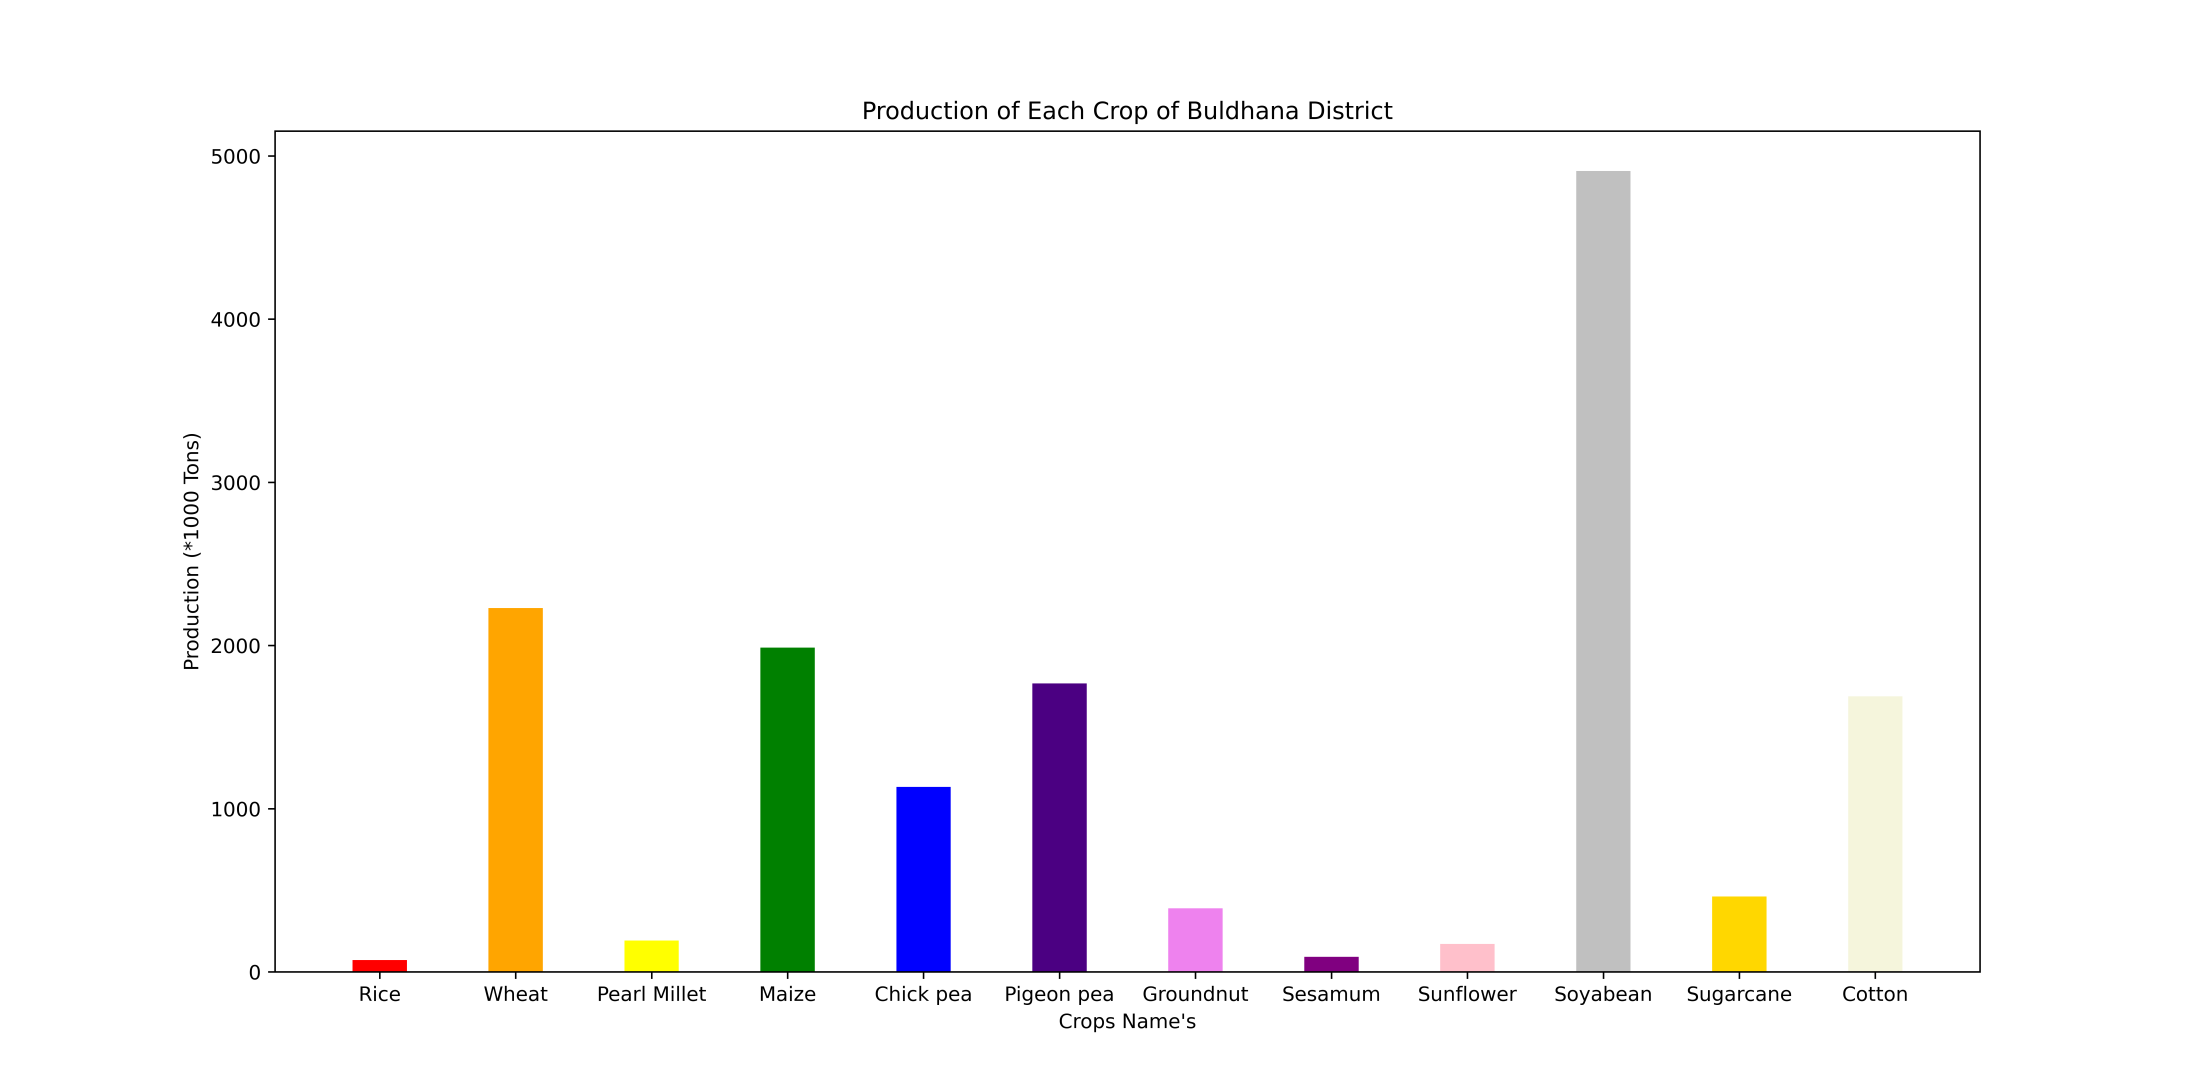 Production of Each Crop of Buldhana District
Production (*1000 Tons)
5000
4000
3000
2000
1000
0
Rice Wheat Pearl Millet Maize Chick pea Pigeon pea Groundnut Sesamum Sunflower Soyabean Sugarcane Cotton
Crops Name's